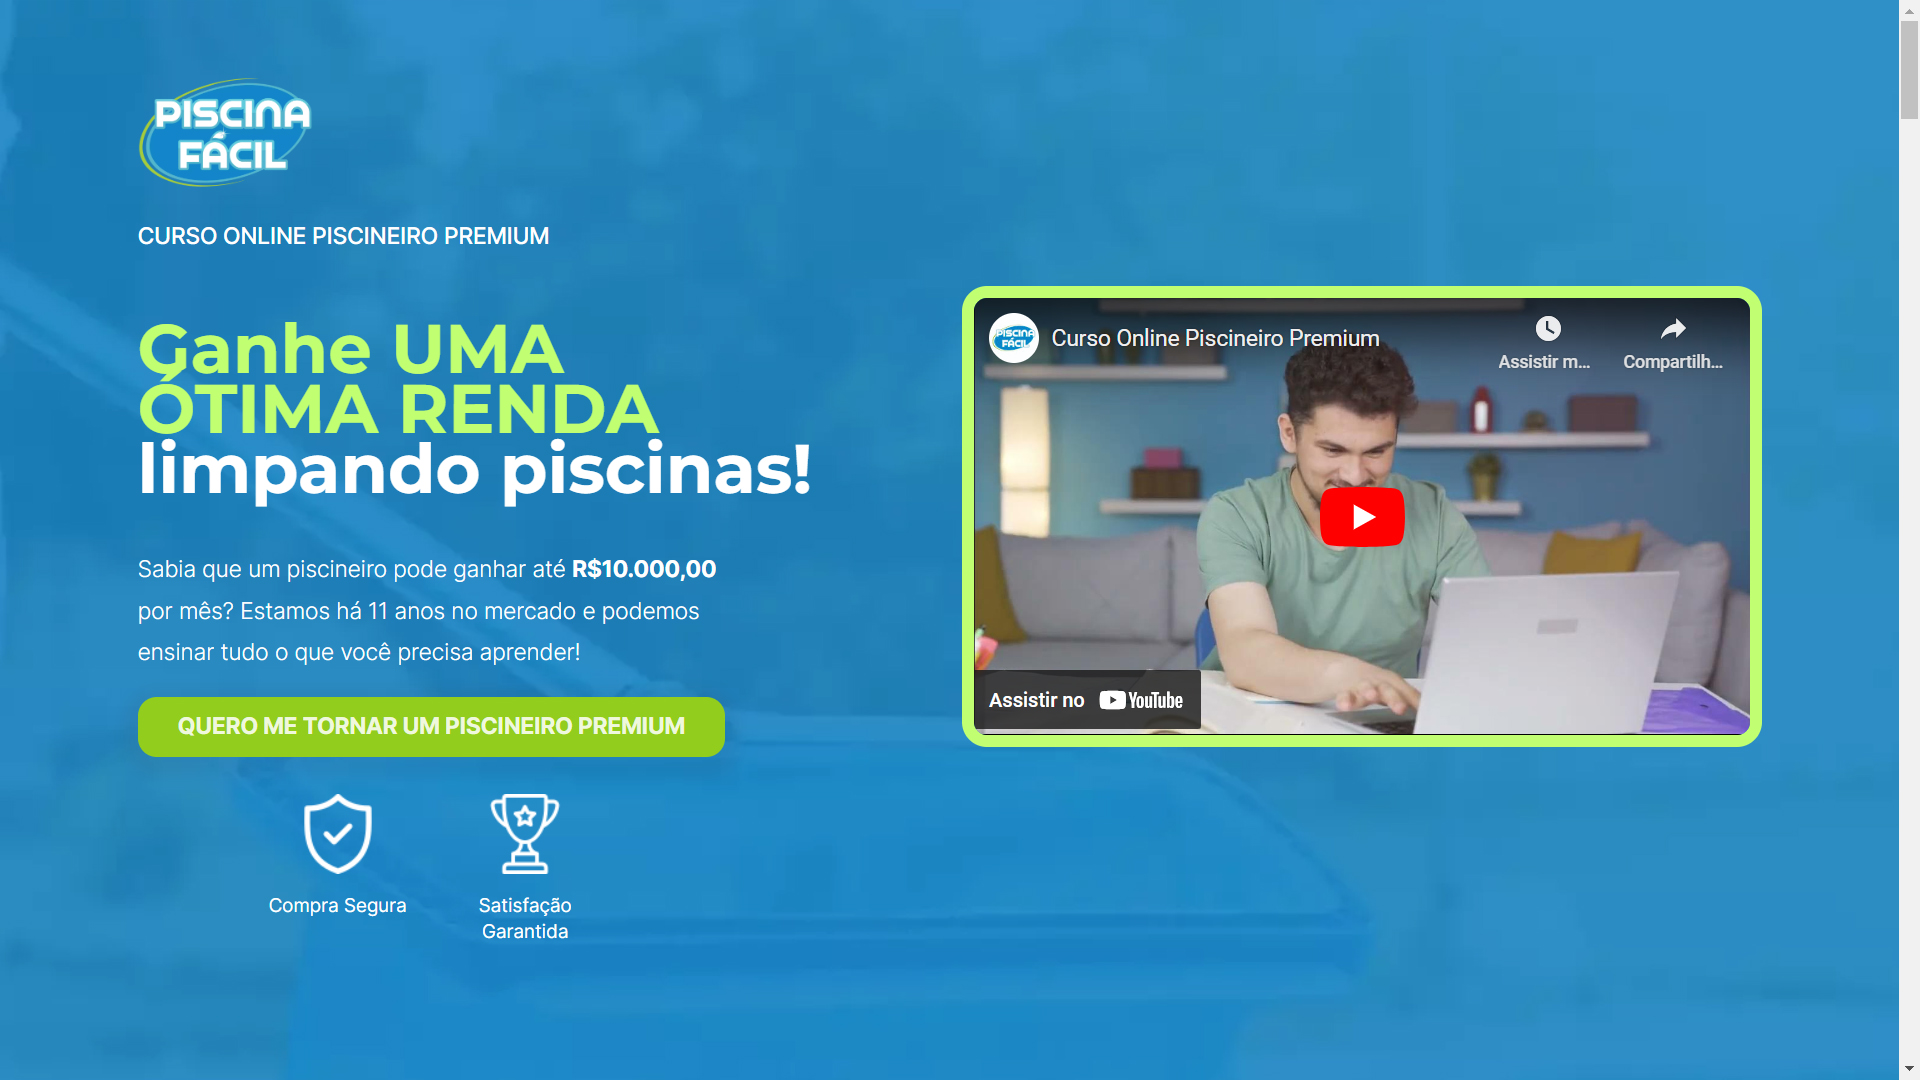 PISCINA
FÁCIL
CURSO ONLINE PISCINEIRO PREMIUM
Ganhe UMA
ÓTIMA RENDA
limpando piscinas!
Sabia que um piscineiro pode ganhar até R$10.000,00
por mês? Estamos há 11 anos no mercado e podemos
ensinar tudo o que você precisa aprender!
QUERO ME TORNAR UM PISCINEIRO PREMIUM
Compra Segura
Satisfação
Garantida
PISCINA
FÁCIL
Curso Online Piscineiro Premium
Assistir m...
Compartilh...
Assistir no YouTube